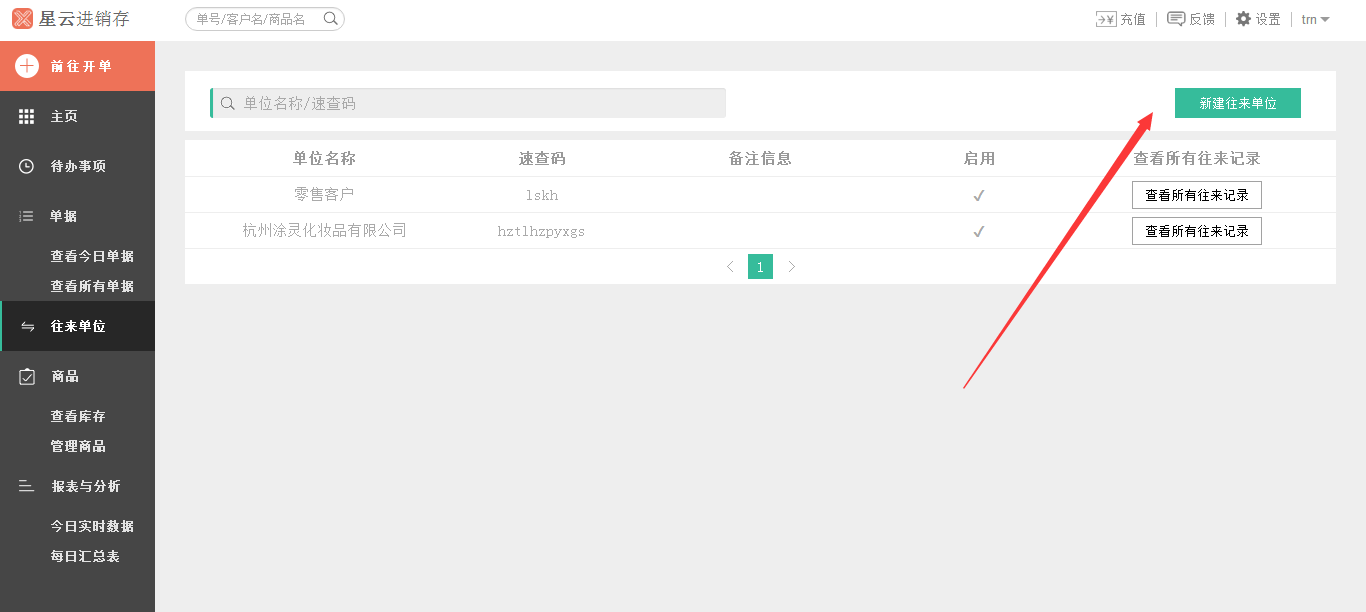 星云进销存
单号/客户名/商品名
充值
反馈
设置
trn
前往开单
主页
待办事项
单据
查看今日单据
查看所有单据
往来单位
商品
查看库存
管理商品
报表与分析
今日实时数据
每日汇总表
单位名称/速查码
新建往来单位
单位名称 速查码 备注信息 启用 查看所有往来记录
零售客户 lskh ✓ 查看所有往来记录
杭州涂灵化妆品有限公司 hztlhzpyxgs ✓ 查看所有往来记录
< 1 >